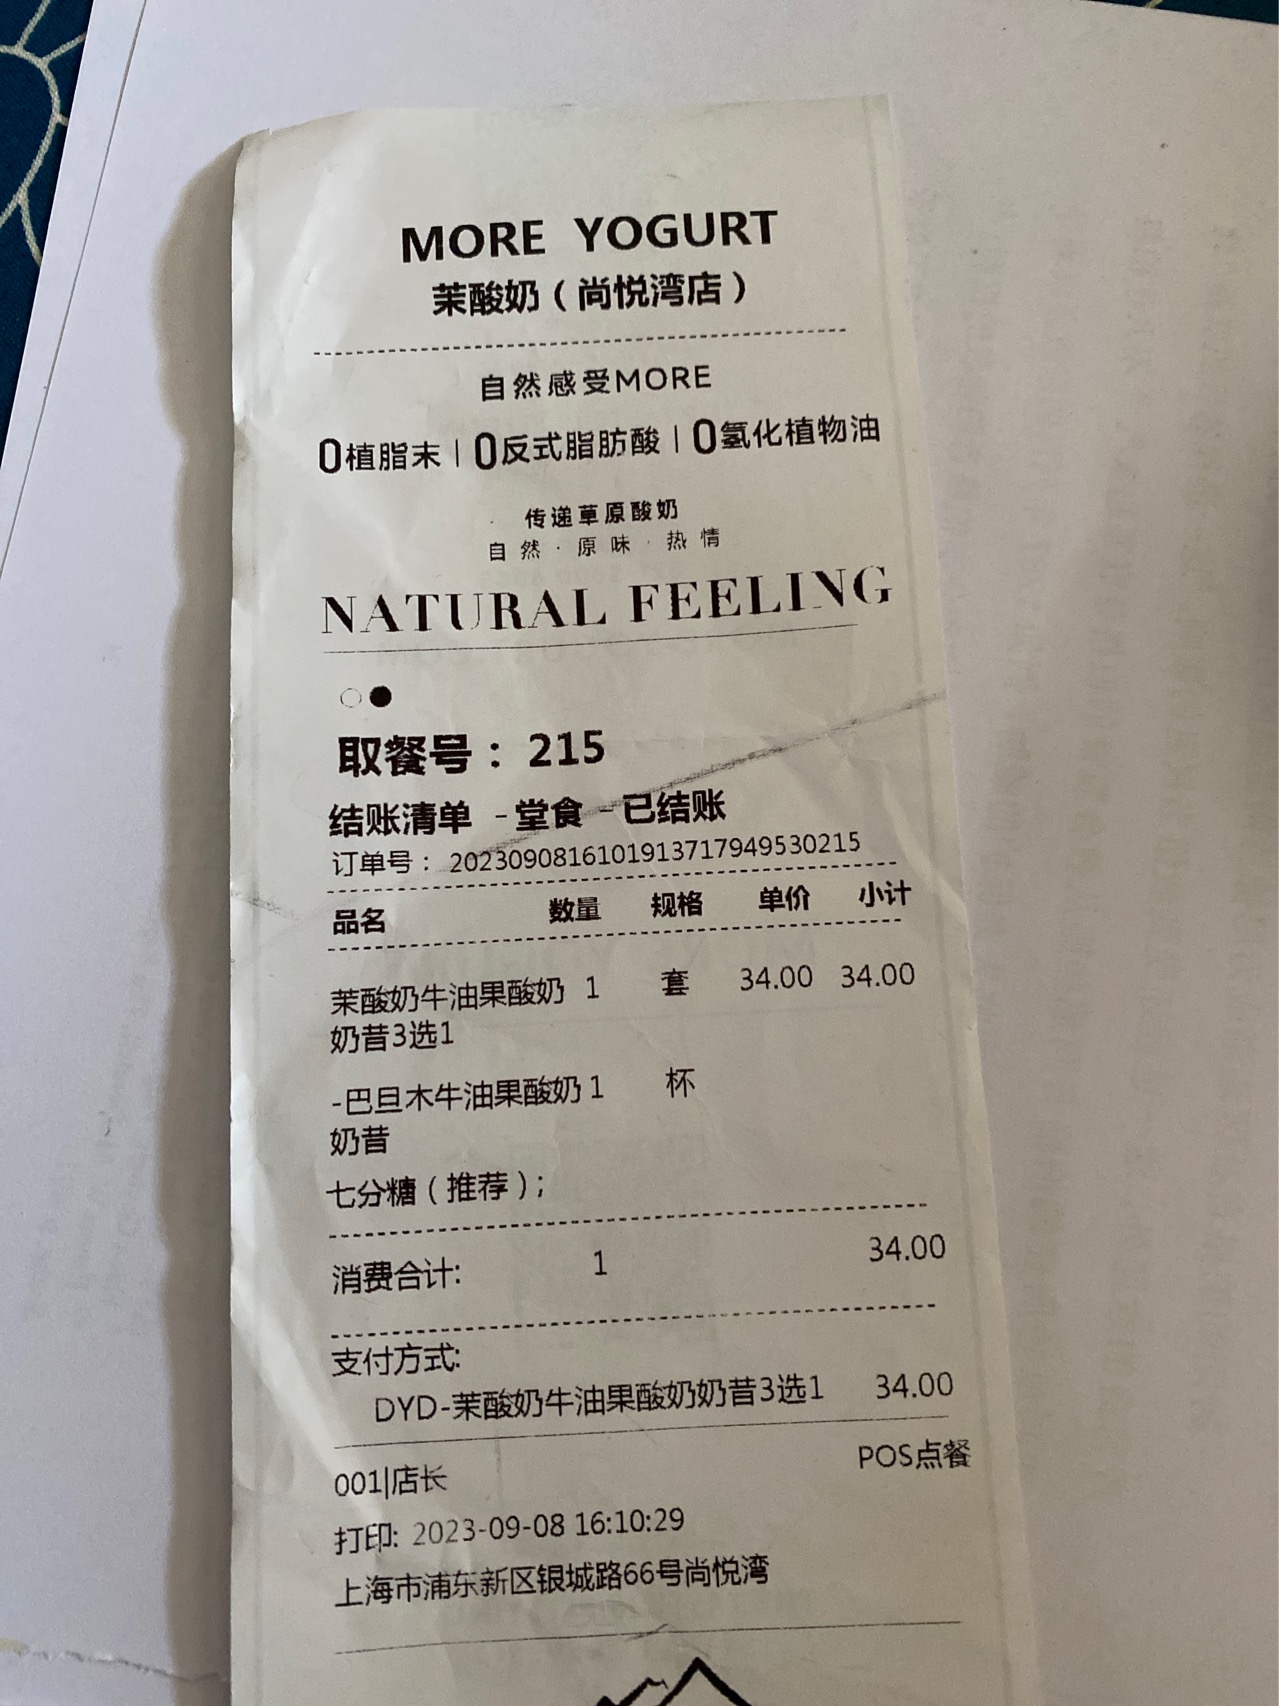 MORE YOGURT
茉酸奶（尚悦湾店）
自然感受MORE
0植脂末|0反式脂肪酸|0氢化植物油
传递草原酸奶
自然·原味·热情
NATURAL FEELING
取餐号：215
结账清单 -堂食 -已结账
订单号：2023090816101913717949530215
品名 数量 规格 单价 小计
茉酸奶牛油果酸奶 1 套 34.00 34.00
奶昔3选1
-巴旦木牛油果酸奶 1 杯
奶昔
七分糖（推荐）;
消费合计: 1 34.00
支付方式:
DYD-茉酸奶牛油果酸奶奶昔3选1 34.00
001|店长 POS点餐
打印: 2023-09-08 16:10:29
上海市浦东新区银城路66号尚悦湾